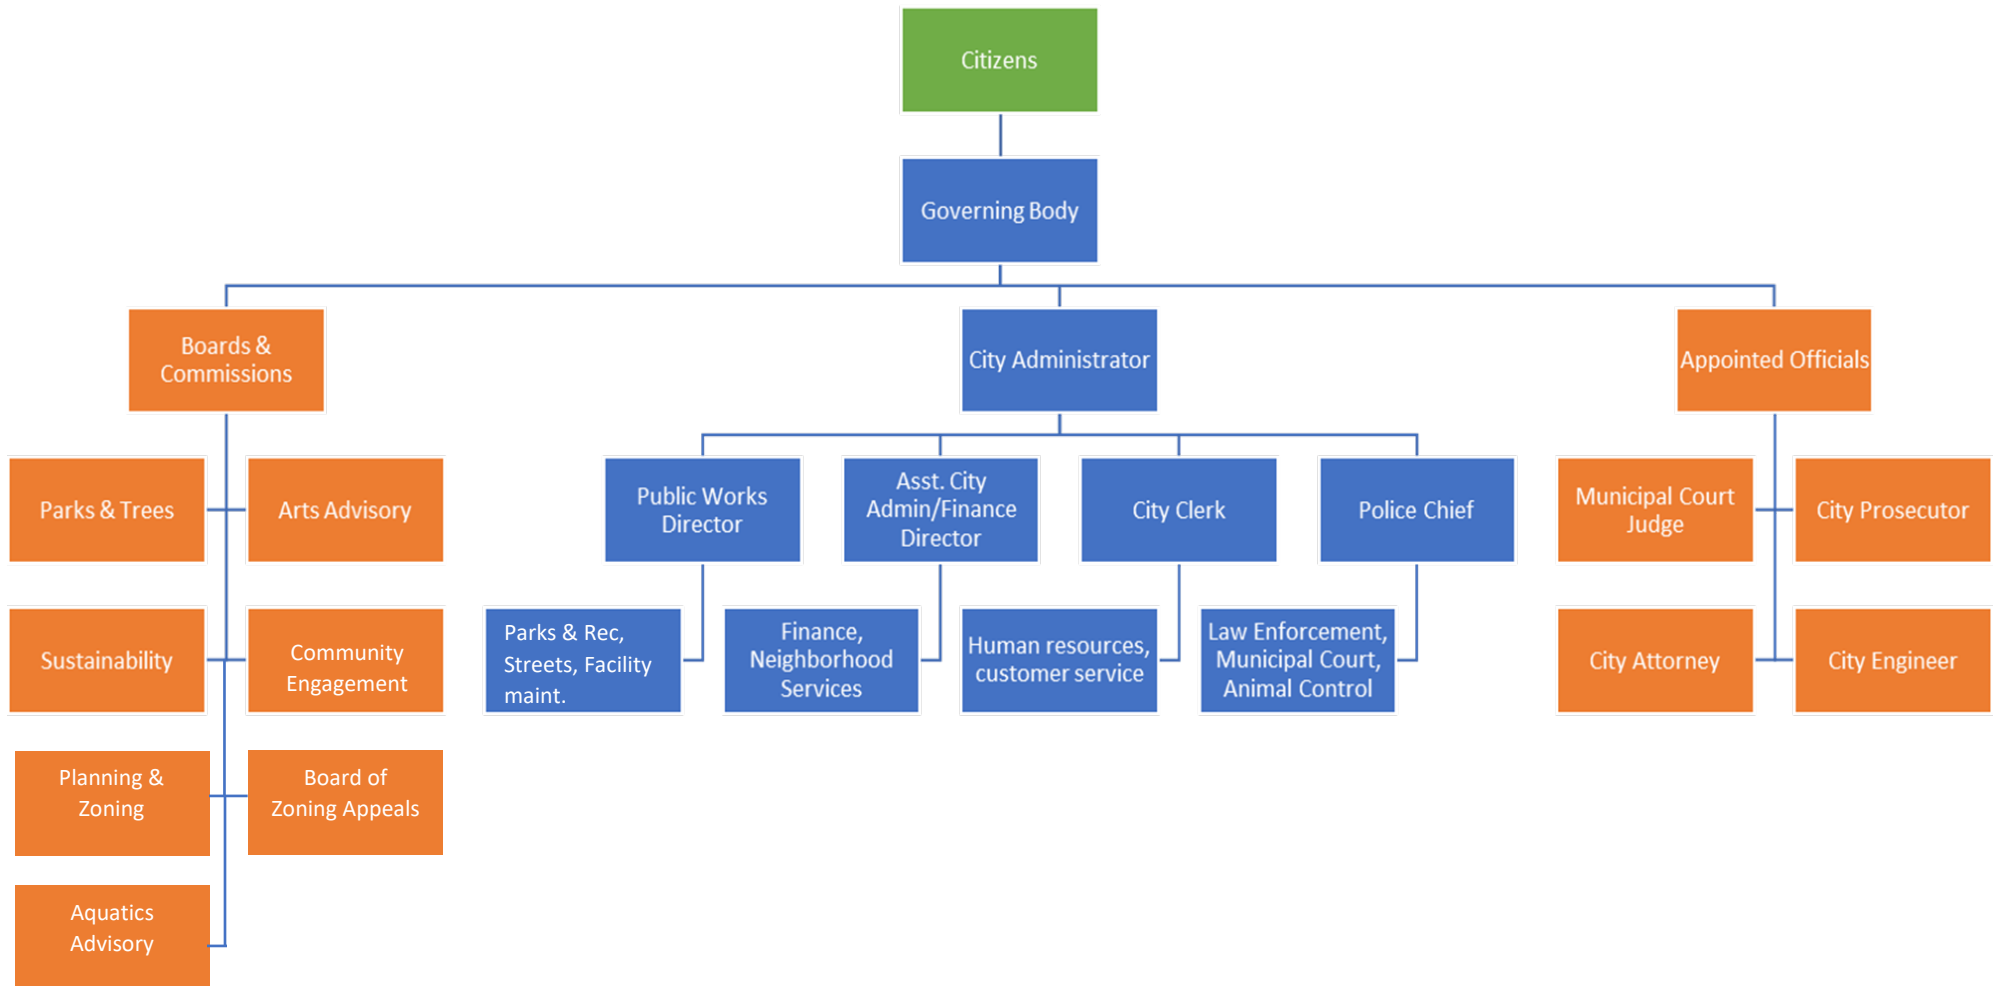 Citizens
Governing Body
Boards &
Commissions
City Administrator
Appointed Officials
Parks & Trees
Arts Advisory
Public Works
Director
Asst. City
Admin/Finance
Director
City Clerk
Police Chief
Municipal Court
Judge
City Prosecutor
Sustainability
Community
Engagement
Parks & Rec,
Streets, Facility
maint.
Finance,
Neighborhood
Services
Human resources,
customer service
Law Enforcement,
Municipal Court,
Animal Control
City Attorney
City Engineer
Planning &
Zoning
Board of
Zoning Appeals
Aquatics
Advisory